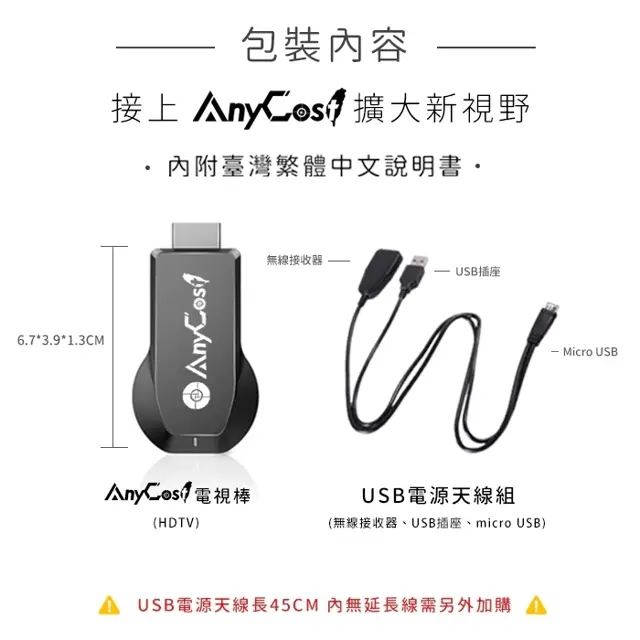 包裝內容
接上 AnyCast 擴大新視野
・內附臺灣繁體中文說明書・
6.7*3.9*1.3CM
AnyCast
無線接收器
USB插座
Micro USB
AnyCast電視棒
(HDTV)
USB電源天線組
(無線接收器、USB插座、micro USB)
USB電源天線長45CM 內無延長線需另外加購